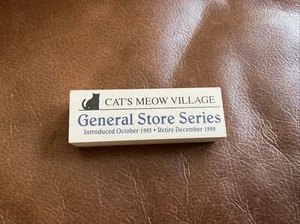 CAT'S MEOW VILLAGE
General Store Series
Introduced October 1993 • Retire December 1998